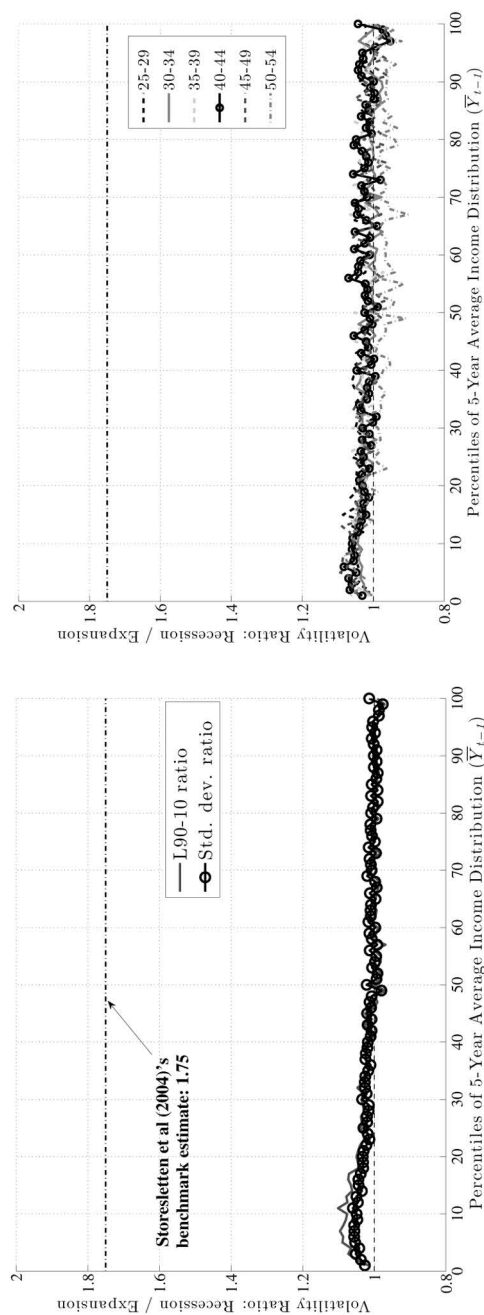 Volatility Ratio: Recession / Expansion
2
1.8
1.6
1.4
1.2
1
0.8
Storesletten et al (2004)'s
benchmark estimate: 1.75
L90-10 ratio
Std. dev. ratio
0 10 20 30 40 50 60 70 80 90 100
Percentiles of 5-Year Average Income Distribution (Y̅t−1)
Volatility Ratio: Recession / Expansion
2
1.8
1.6
1.4
1.2
1
0.8
25-29
30-34
35-39
40-44
45-49
50-54
0 10 20 30 40 50 60 70 80 90 100
Percentiles of 5-Year Average Income Distribution (Y̅t−1)